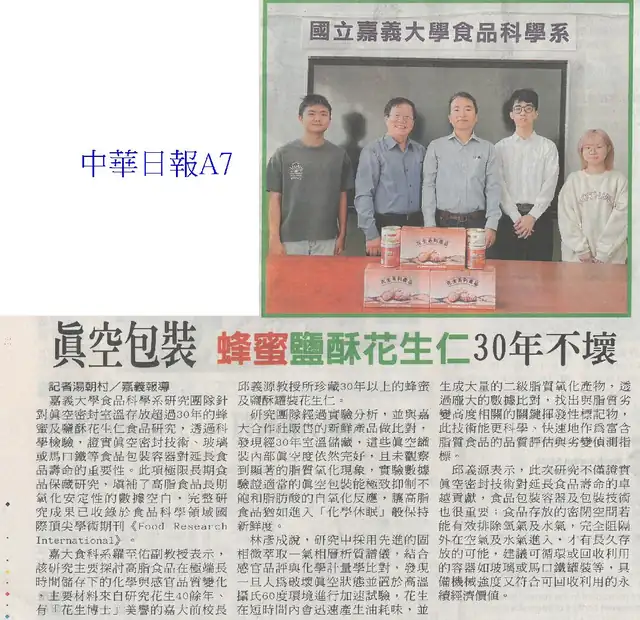 國立嘉義大學食品科學系
中華日報A7
真空包裝 蜂蜜鹽酥花生仁30年不壞
記者湯朝村／嘉義報導
嘉義大學食品科學系研究團隊針
對真空密封室溫存放超過30年的蜂
蜜及鹽酥花生仁食品研究，透過科
學檢驗，證實真空密封技術、玻璃
或馬口鐵等食品包裝容器對延長食
品壽命的重要性。此項極限長期食
品保藏研究，填補了高脂食品長期
氧化安定性的數據空白，完整研
究成果已收錄於食品科學領域國
際頂尖學術期刊《Food Research
International》。
嘉大食科系羅至佑副教授表示，
該研究主要探討高脂食品在極端長
時間儲存下的化學與感官品質變化
，主要材料來自研究花生40餘年、
有「花生博士」美譽的嘉大前校長
邱義源教授所珍藏30年以上的蜂蜜
及鹽酥罐裝花生仁。
研究團隊經過實驗分析，並與嘉
大合作社販售的新鮮產品做比對，
發現經30年室溫儲藏，這些真空罐
裝內部真空度依然完好，且未觀察
到顯著的脂質氧化現象，實驗數據
驗證適當的真空包裝能極致抑制不
飽和脂肪酸的自氧化反應，讓高脂
食品猶如進入「化學休眠」般保持
新鮮度。
林彥成說，研究中採用先進的固
相微萃取—氣相層析質譜儀，結合
感官品評與化學計量學比對，發現
一旦人為破壞真空狀態並置於高溫
攝氏60度環境進行加速試驗，花生
在短時間內會迅速產生油耗味，並
生成大量的二級脂質氧化產物，透
過龐大的數據比對，找出與脂質劣
變高度相關的關鍵揮發性標記物，
此技術能更科學、快速地作為富含
脂質食品的品質評估與劣變偵測指
標。
邱義源表示，此次研究不僅證實
真空密封技術對延長食品壽命的卓
越貢獻，食品包裝容器及包裝技術
也很重要；食品存放的密閉空間若
能有效排除氧氣及水氣，完全阻隔
外在空氣及水氣進入，才有長久存
放的可能，建議可循採或回收利用
的容器如玻璃或馬口鐵罐裝等，具
備機械強度又符合可回收利用的永
續經濟價值。